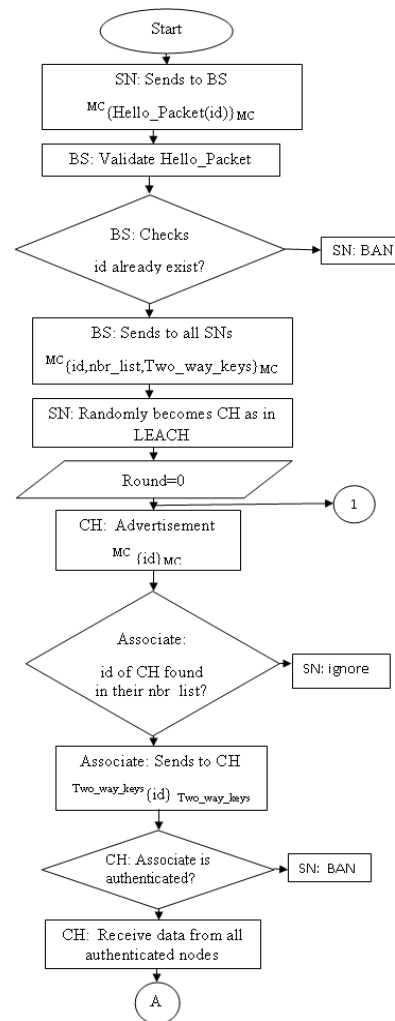 Start
SN: Sends to BS
MC{Hello_Packet(id)}MC
BS: Validate Hello_Packet
BS: Checks
id already exist?
SN: BAN
BS: Sends to all SNs
MC{id,nbr_list,Two_way_keys}MC
SN: Randomly becomes CH as in
LEACH
Round=0
1
CH: Advertisement
MC {id}MC
Associate:
id of CH found
in their nbr list?
SN: ignore
Associate: Sends to CH
Two_way_keys{id} Two_way_keys
CH: Associate is
authenticated?
SN: BAN
CH: Receive data from all
authenticated nodes
A